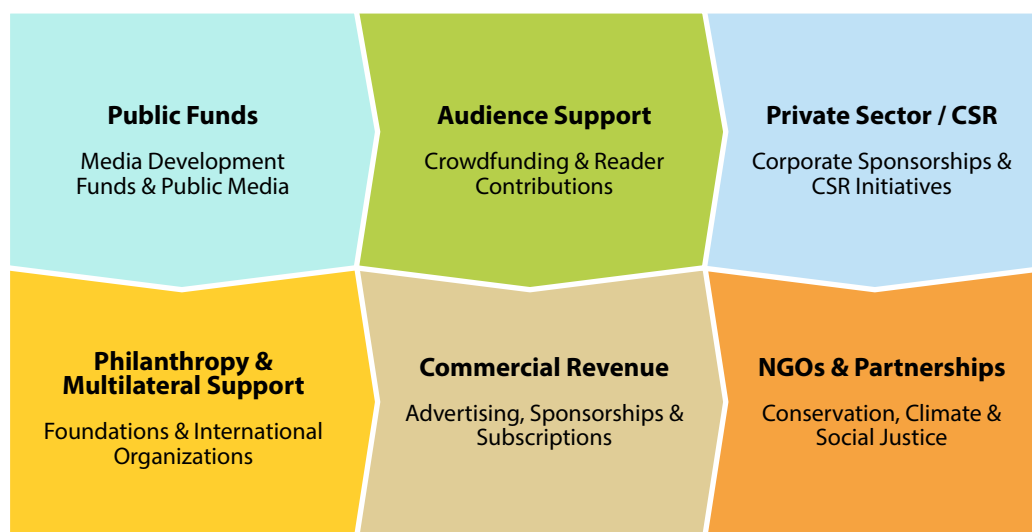 Public Funds
Media Development
Funds & Public Media
Audience Support
Crowdfunding & Reader
Contributions
Private Sector / CSR
Corporate Sponsorships &
CSR Initiatives
Philanthropy &
Multilateral Support
Foundations & International
Organizations
Commercial Revenue
Advertising, Sponsorships &
Subscriptions
NGOs & Partnerships
Conservation, Climate &
Social Justice